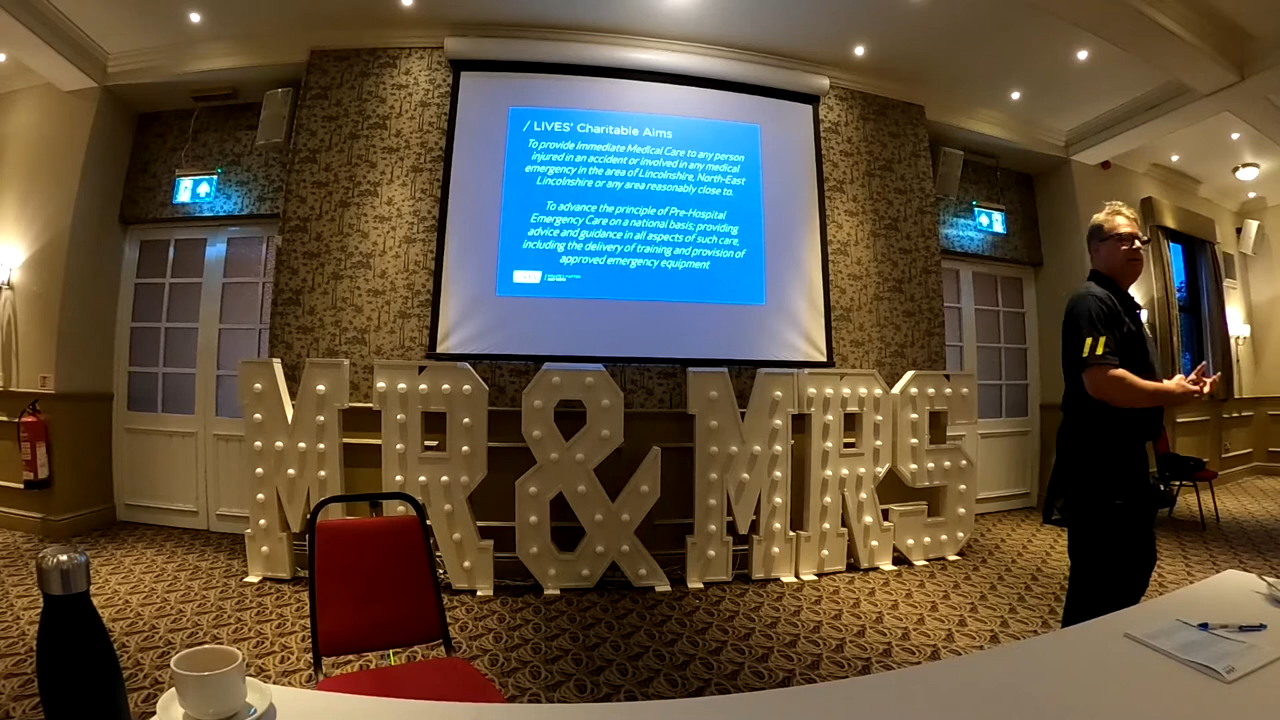 / LIVES' Charitable Aims
To provide Immediate Medical Care to any person
injured in an accident or involved in any medical
emergency in the area of Lincolnshire, North-East
Lincolnshire or any area reasonably close to.
To advance the principle of Pre-Hospital
Emergency Care on a national basis; providing
advice and guidance in all aspects of such care,
including the delivery of training and provision of
approved emergency equipment
MR & MRS